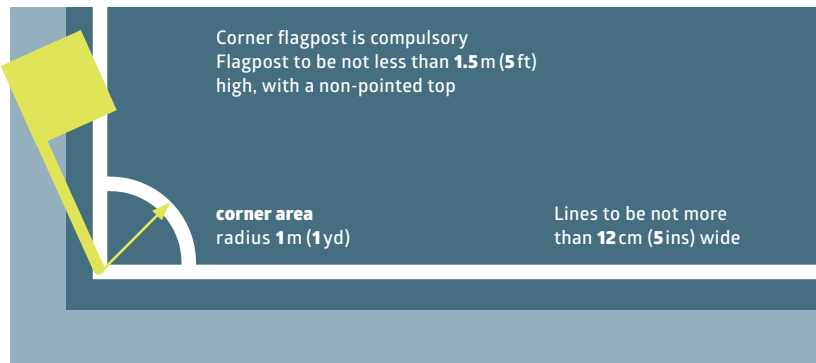 Corner flagpost is compulsory
Flagpost to be not less than 1.5 m (5 ft)
high, with a non-pointed top
corner area
radius 1 m (1 yd)
Lines to be not more
than 12 cm (5 ins) wide